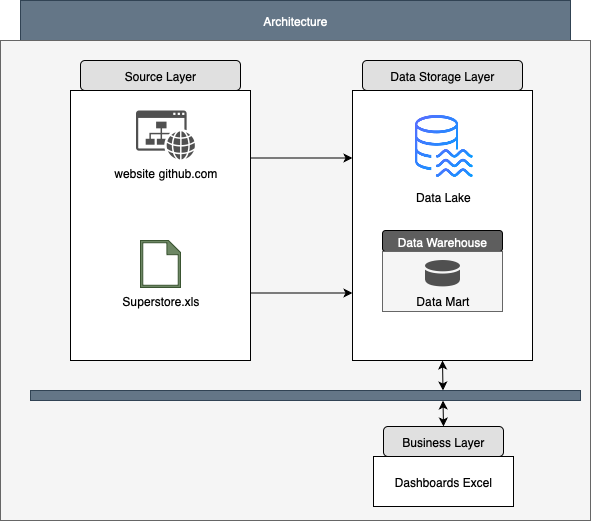 Architecture
Source Layer
Data Storage Layer
website github.com
Data Lake
Data Warehouse
Superstore.xls
Data Mart
Business Layer
Dashboards Excel